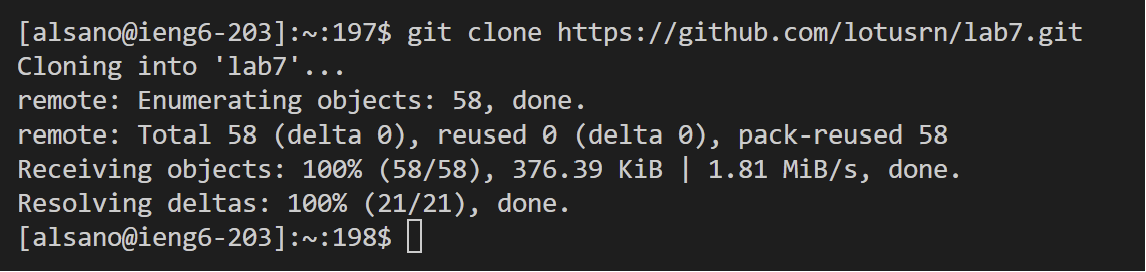 [alsano@ieng6-203]:~:197$ git clone https://github.com/lotusrn/lab7.git
Cloning into 'lab7'...
remote: Enumerating objects: 58, done.
remote: Total 58 (delta 0), reused 0 (delta 0), pack-reused 58
Receiving objects: 100% (58/58), 376.39 KiB | 1.81 MiB/s, done.
Resolving deltas: 100% (21/21), done.
[alsano@ieng6-203]:~:198$